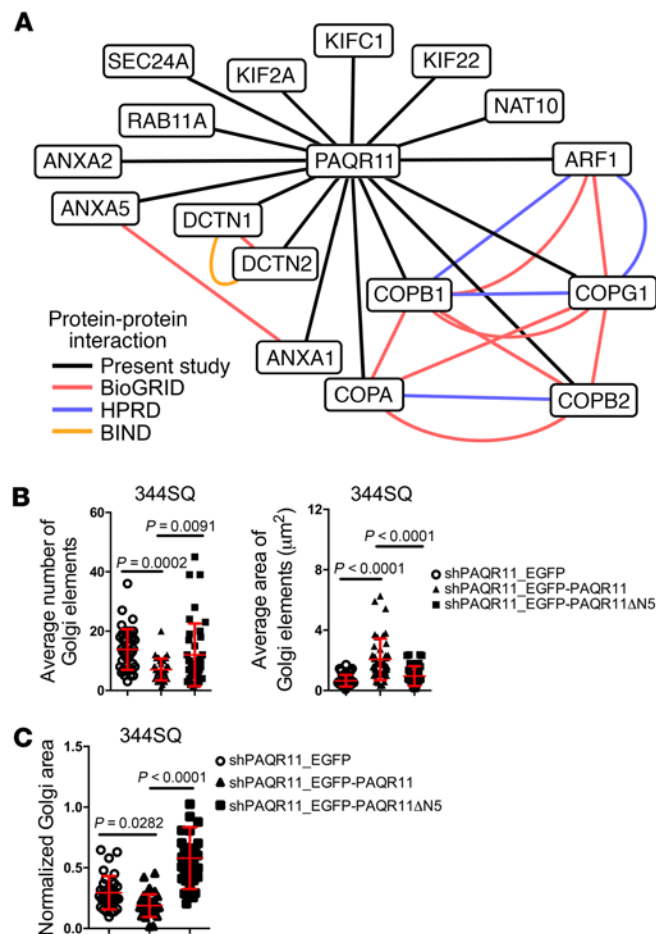 A
KIFC1
SEC24A
KIF2A
KIF22
RAB11A
NAT10
ANXA2
PAQR11
ARF1
ANXA5
DCTN1
DCTN2
COPB1
COPG1
ANXA1
COPA
COPB2
Protein-protein
interaction
Present study
BioGRID
HPRD
BIND
B
344SQ
Average number of
Golgi elements
60
40
20
0
P = 0.0091
P = 0.0002
344SQ
Average area of
Golgi elements (μm²)
12
8
4
0
P < 0.0001
P < 0.0001
shPAQR11_EGFP
shPAQR11_EGFP-PAQR11
shPAQR11_EGFP-PAQR11ΔN5
C
344SQ
Normalized Golgi area
1.5
1.0
0.5
0.0
P < 0.0001
P = 0.0282
shPAQR11_EGFP
shPAQR11_EGFP-PAQR11
shPAQR11_EGFP-PAQR11ΔN5